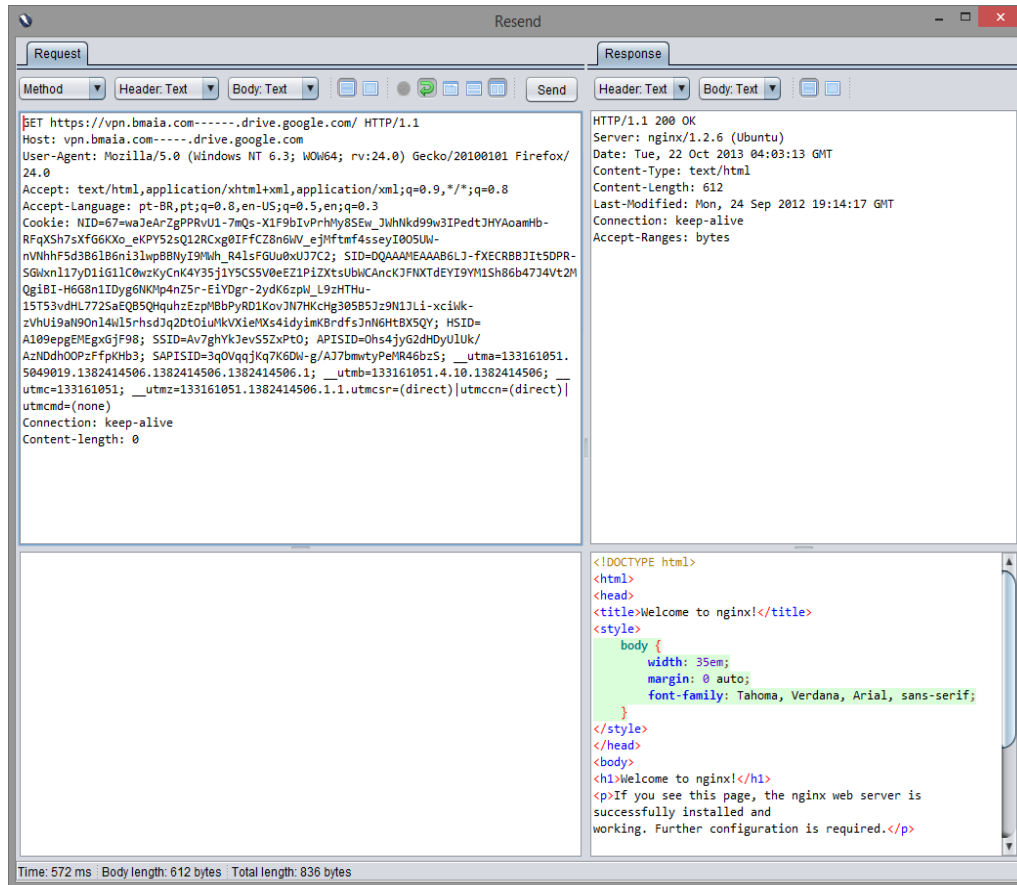 Resend
Request
Method
Header: Text
Body: Text
Send
GET https://vpn.bmaia.com------.drive.google.com/ HTTP/1.1
Host: vpn.bmaia.com-----.drive.google.com
User-Agent: Mozilla/5.0 (Windows NT 6.3; WOW64; rv:24.0) Gecko/20100101 Firefox/
24.0
Accept: text/html,application/xhtml+xml,application/xml;q=0.9,*/*;q=0.8
Accept-Language: pt-BR,pt;q=0.8,en-US;q=0.5,en;q=0.3
Cookie: NID=67=waJeArZgPPRvU1-7mQs-X1F9bIvPrhMy8SEw_JWhNkd99w3IPedtJHYAoamHb-
RFqXSh7sXfG6KXo_eKPY52sQ12RCxg0IFfCZ8n6WV_ejMftmf4sseyI0O5UW-
nVNhhF5d3B6lB6ni3lwpBBNyI9MWh_R4lsFGUu0xUJ7C2; SID=DQAAAMEAAAB6LJ-fXECRBBJIt5DPR-
SGWxnl17yD1iG1lC0wzKyCnK4Y35j1Y5CS5V0eEZ1PiZXtsUbWCAncKJFNXTdEYI9YM1Sh86b47J4Vt2M
QgiBI-H6G8n1IDyg6NKMp4nZ5r-EiYDgr-2ydK6zpW_L9zHTHu-
15T53vdHL772SaEQB5QHquhzEzpMBbPyRD1KovJN7HKcHg305B5Jz9N1JLi-xciWk-
zVhUi9aN9Onl4Wl5rhsdJq2DtOiuMkVXieMXs4idyimKBrdfsJnN6HtBX5QY; HSID=
A109epgEMEgxGjF98; SSID=Av7ghYkJevS5ZxPtO; APISID=Ohs4jyG2dHDyUlUk/
AzNDdhOOPzFfpKHb3; SAPISID=3qOVqqjKq7K6DW-g/AJ7bmwtyPeMR46bzS; __utma=133161051.
5049019.1382414506.1382414506.1382414506.1; __utmb=133161051.4.10.1382414506; __
utmc=133161051; __utmz=133161051.1382414506.1.1.utmcsr=(direct)|utmccn=(direct)|
utmcmd=(none)
Connection: keep-alive
Content-length: 0
Response
Header: Text
Body: Text
HTTP/1.1 200 OK
Server: nginx/1.2.6 (Ubuntu)
Date: Tue, 22 Oct 2013 04:03:13 GMT
Content-Type: text/html
Content-Length: 612
Last-Modified: Mon, 24 Sep 2012 19:14:17 GMT
Connection: keep-alive
Accept-Ranges: bytes
<!DOCTYPE html>
<html>
<head>
<title>Welcome to nginx!</title>
<style>
body {
width: 35em;
margin: 0 auto;
font-family: Tahoma, Verdana, Arial, sans-serif;
}
</style>
</head>
<body>
<h1>Welcome to nginx!</h1>
<p>If you see this page, the nginx web server is
successfully installed and
working. Further configuration is required.</p>
Time: 572 ms Body length: 612 bytes Total length: 836 bytes